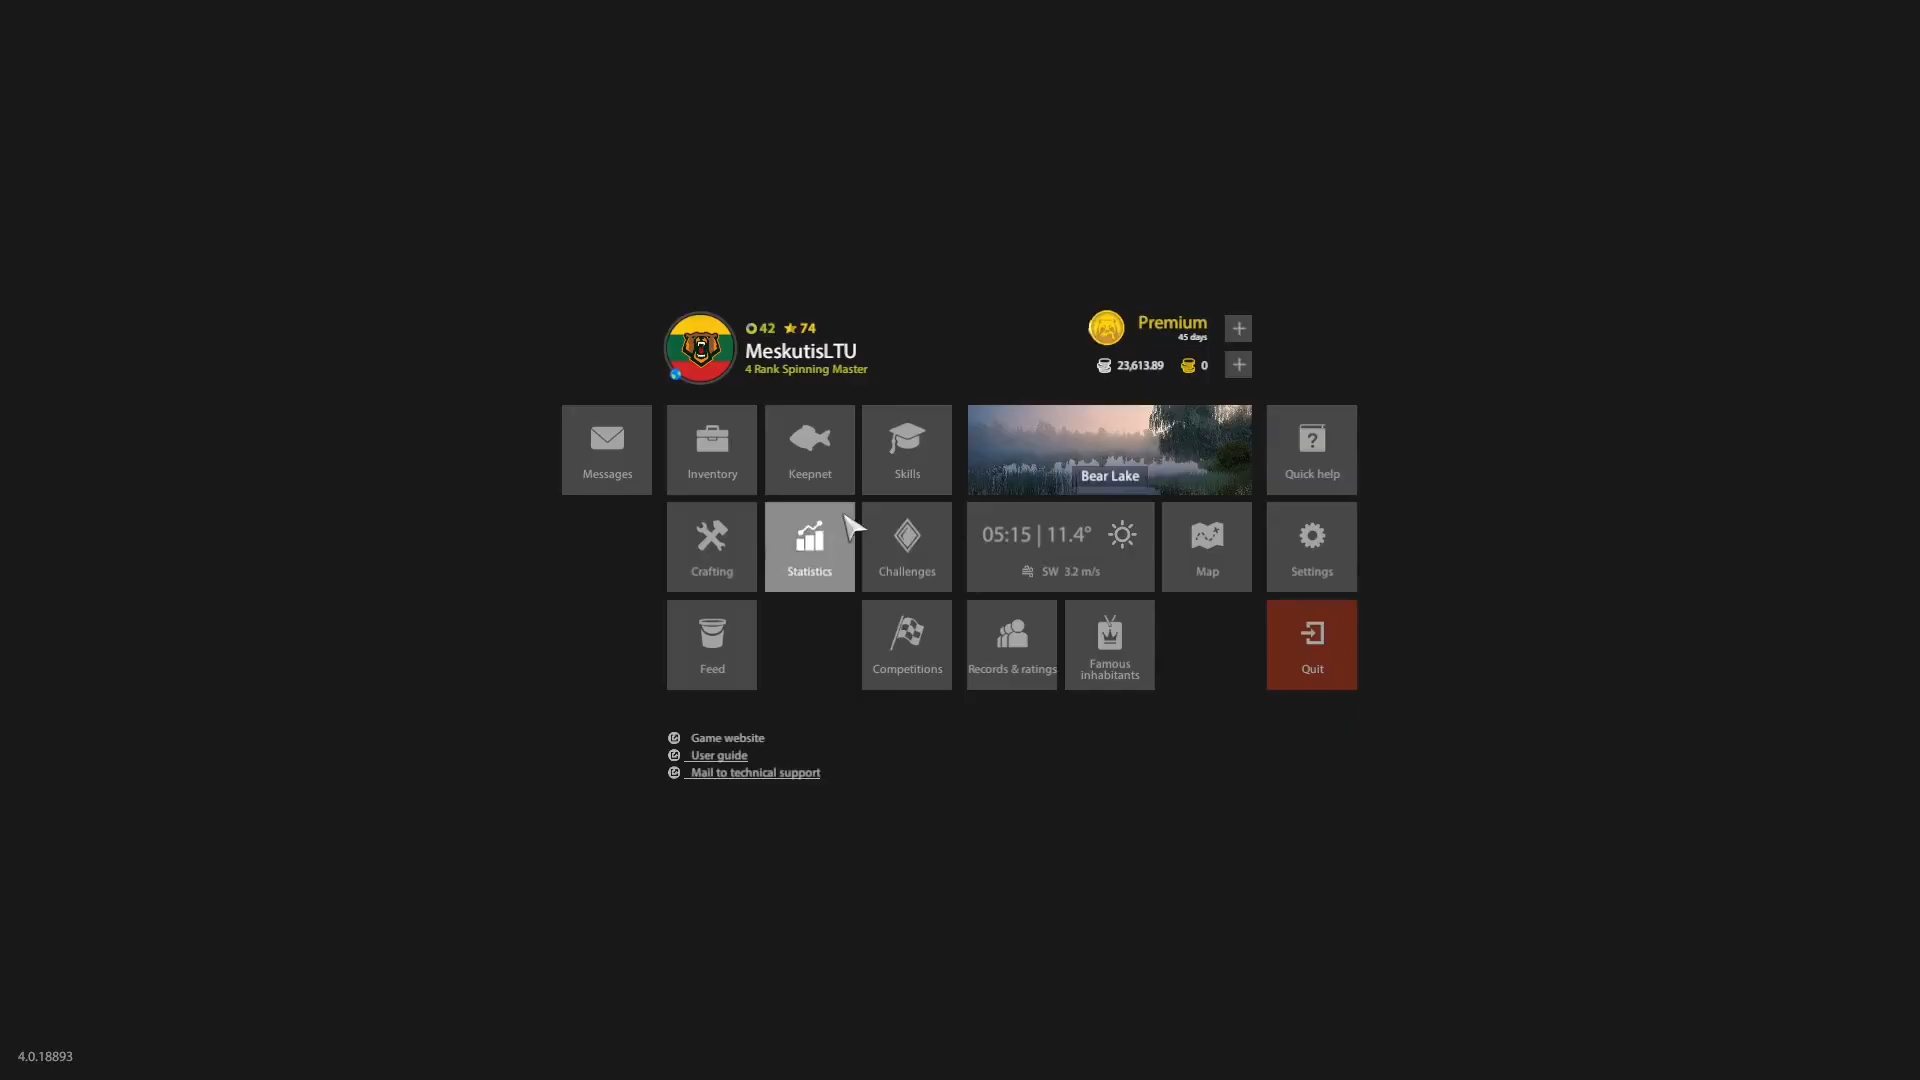 42 74
MeskutisLTU
4 Rank Spinning Master
Premium
45 days
23,613.89 0
Messages
Inventory
Keepnet
Skills
Bear Lake
Quick help
Crafting
Statistics
Challenges
05:15 | 11.4°
SW 3.2 m/s
Map
Settings
Feed
Competitions
Records & ratings
Famous
inhabitants
Quit
Game website
User guide
Mail to technical support
4.0.18893